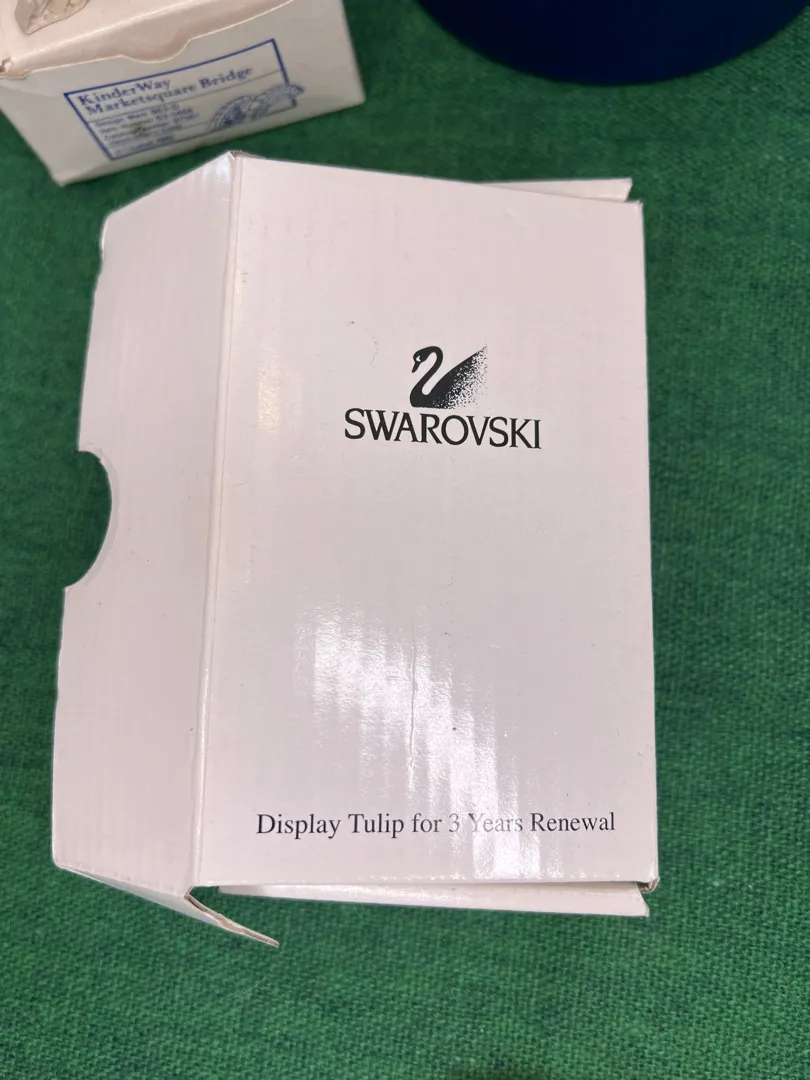 KinderWay
Marketsquare Bridge
SWAROVSKI
Display Tulip for 3 Years Renewal